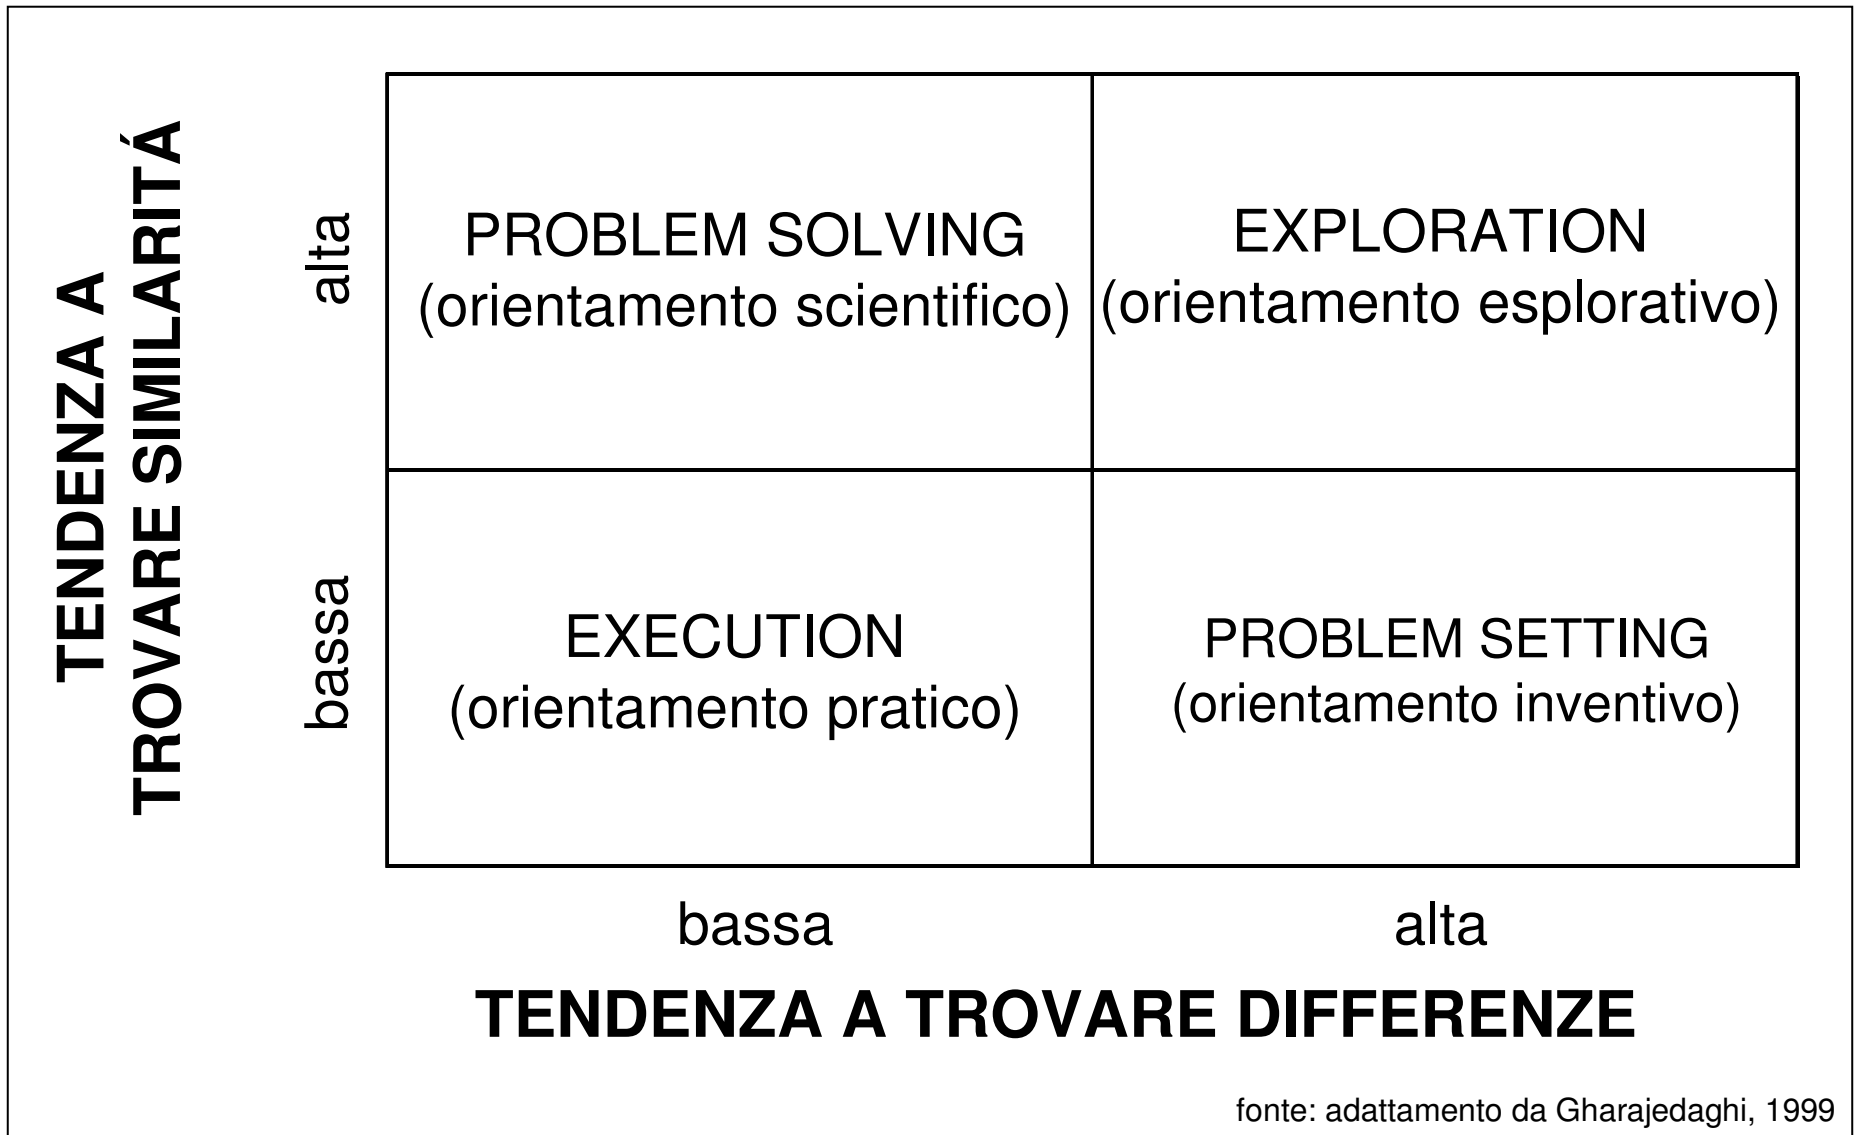 TENDENZA A
TROVARE SIMILARITÁ
alta
PROBLEM SOLVING
(orientamento scientifico)
EXPLORATION
(orientamento esplorativo)
bassa
EXECUTION
(orientamento pratico)
PROBLEM SETTING
(orientamento inventivo)
bassa
alta
TENDENZA A TROVARE DIFFERENZE
fonte: adattamento da Gharajedaghi, 1999